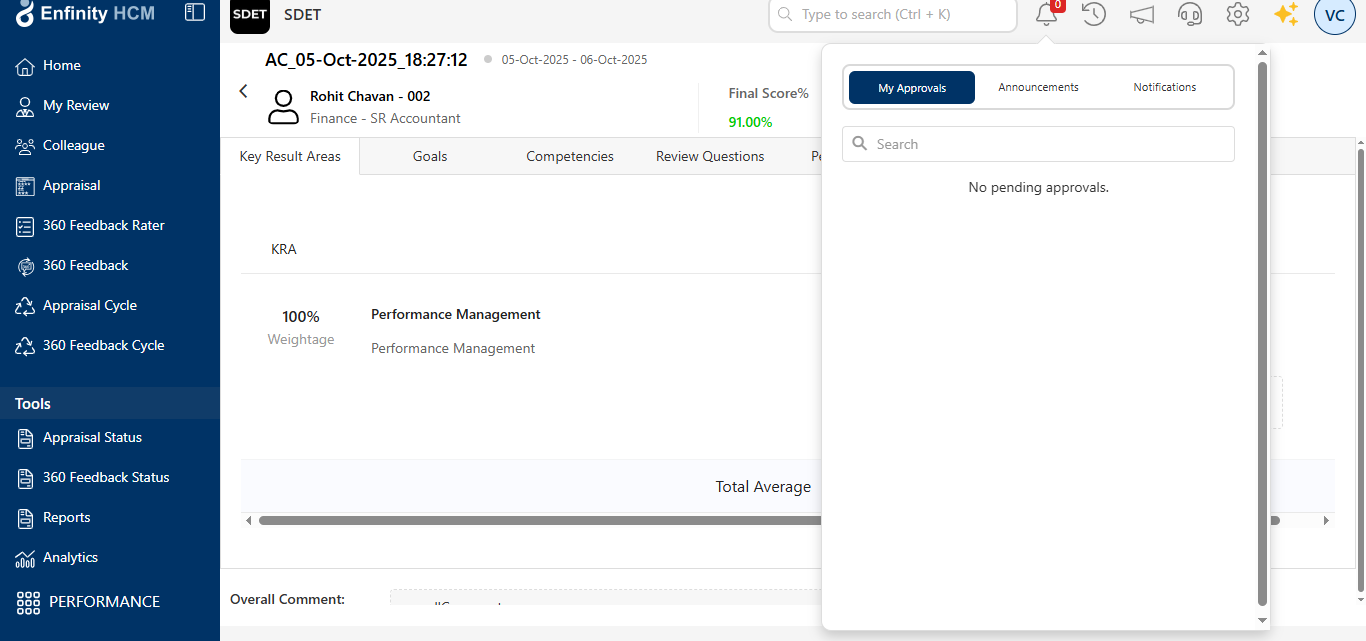 Enfinity HCM
SDET
SDET
Type to search (Ctrl + K)
0
VC
Home
My Review
Colleague
Appraisal
360 Feedback Rater
360 Feedback
Appraisal Cycle
360 Feedback Cycle
Tools
Appraisal Status
360 Feedback Status
Reports
Analytics
PERFORMANCE
AC_05-Oct-2025_18:27:12
05-Oct-2025 - 06-Oct-2025
Rohit Chavan - 002
Finance - SR Accountant
Final Score%
91.00%
Key Result Areas
Goals
Competencies
Review Questions
KRA
100%
Weightage
Performance Management
Performance Management
Total Average
Overall Comment:
My Approvals
Announcements
Notifications
Search
No pending approvals.